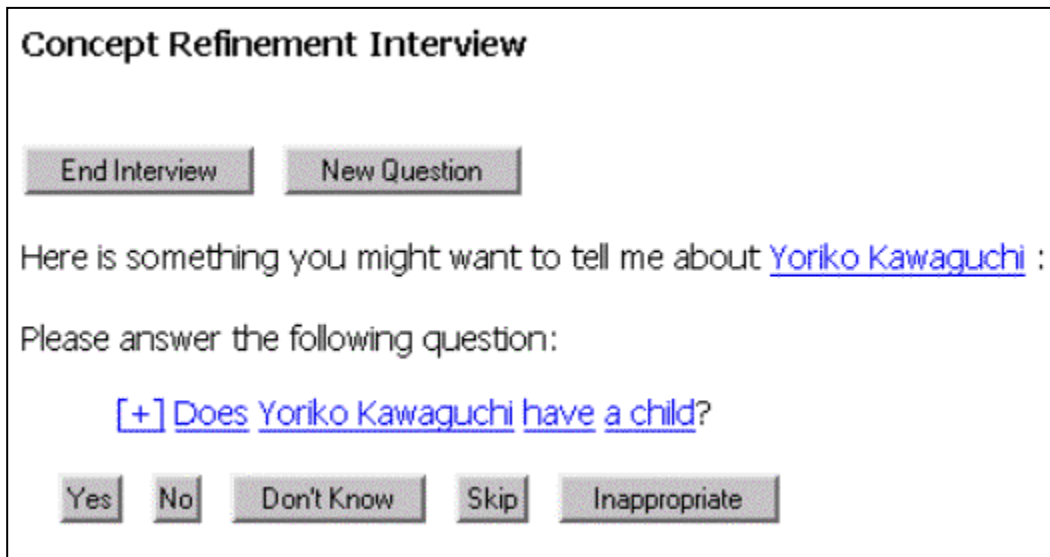 Concept Refinement Interview
End Interview New Question
Here is something you might want to tell me about Yoriko Kawaguchi :
Please answer the following question:
[+] Does Yoriko Kawaguchi have a child?
Yes No Don't Know Skip Inappropriate